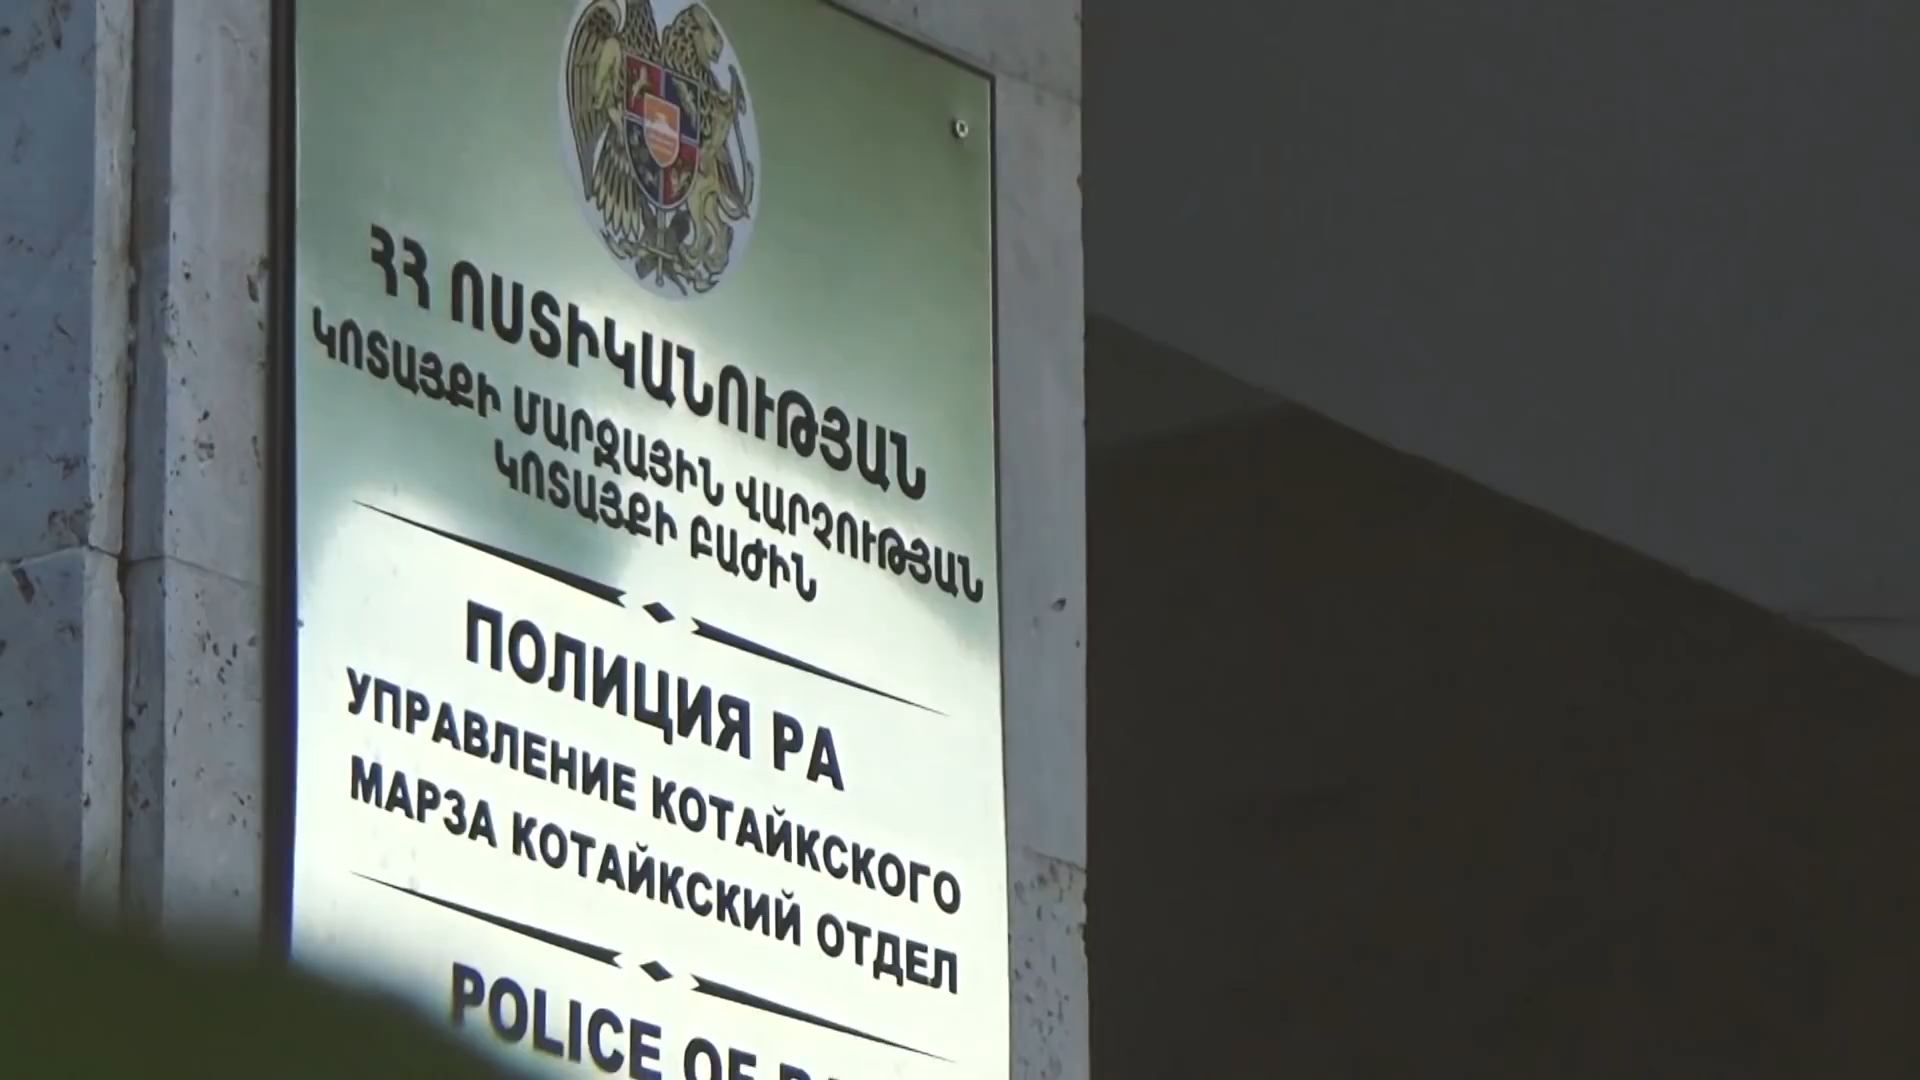 ՀՀ ՈՍՏԻԿԱՆՈՒԹՅԱՆ
ԿՈՏԱՅՔԻ ՄԱՐԶԱՅԻՆ ՎԱՐՉՈՒԹՅԱՆ
ԿՈՏԱՅՔԻ ԲԱԺԻՆ
ПОЛИЦИЯ РА
УПРАВЛЕНИЕ КОТАЙКСКОГО
МАРЗА КОТАЙКСКИЙ ОТДЕЛ
POLICE OF